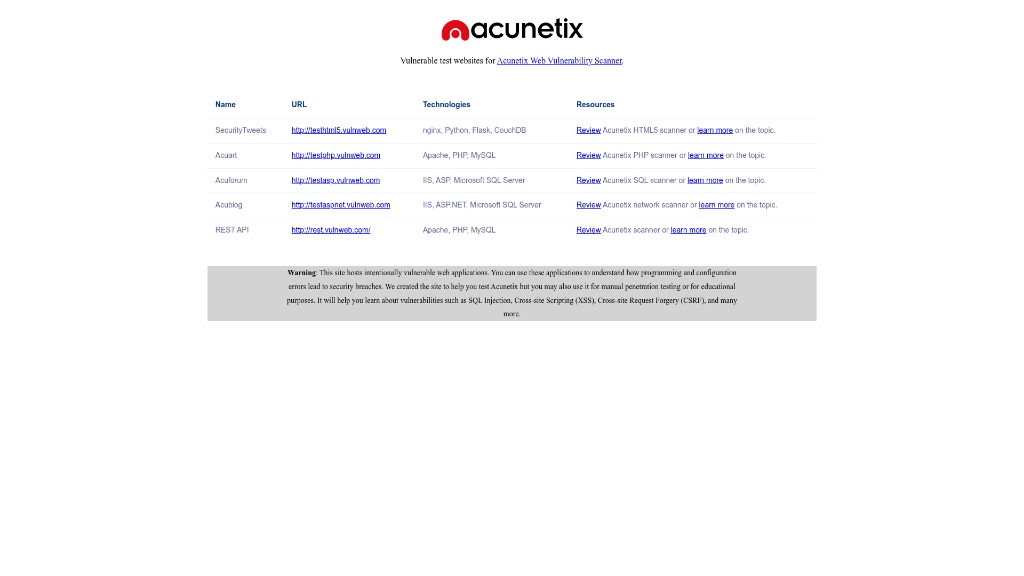 acunetix
Vulnerable test websites for Acunetix Web Vulnerability Scanner.
Name URL Technologies Resources
SecurityTweets http://testhtml5.vulnweb.com nginx, Python, Flask, CouchDB Review Acunetix HTML5 scanner or learn more on the topic.
Acuart http://testphp.vulnweb.com Apache, PHP, MySQL Review Acunetix PHP scanner or learn more on the topic.
Acuforum http://testasp.vulnweb.com IIS, ASP, Microsoft SQL Server Review Acunetix SQL scanner or learn more on the topic.
Acublog http://testaspnet.vulnweb.com IIS, ASP.NET, Microsoft SQL Server Review Acunetix network scanner or learn more on the topic.
REST API http://rest.vulnweb.com/ Apache, PHP, MySQL Review Acunetix scanner or learn more on the topic.
Warning: This site hosts intentionally vulnerable web applications. You can use these applications to understand how programming and configuration
errors lead to security breaches. We created the site to help you test Acunetix but you may also use it for manual penetration testing or for educational
purposes. It will help you learn about vulnerabilities such as SQL Injection, Cross-site Scripting (XSS), Cross-site Request Forgery (CSRF), and many
more.